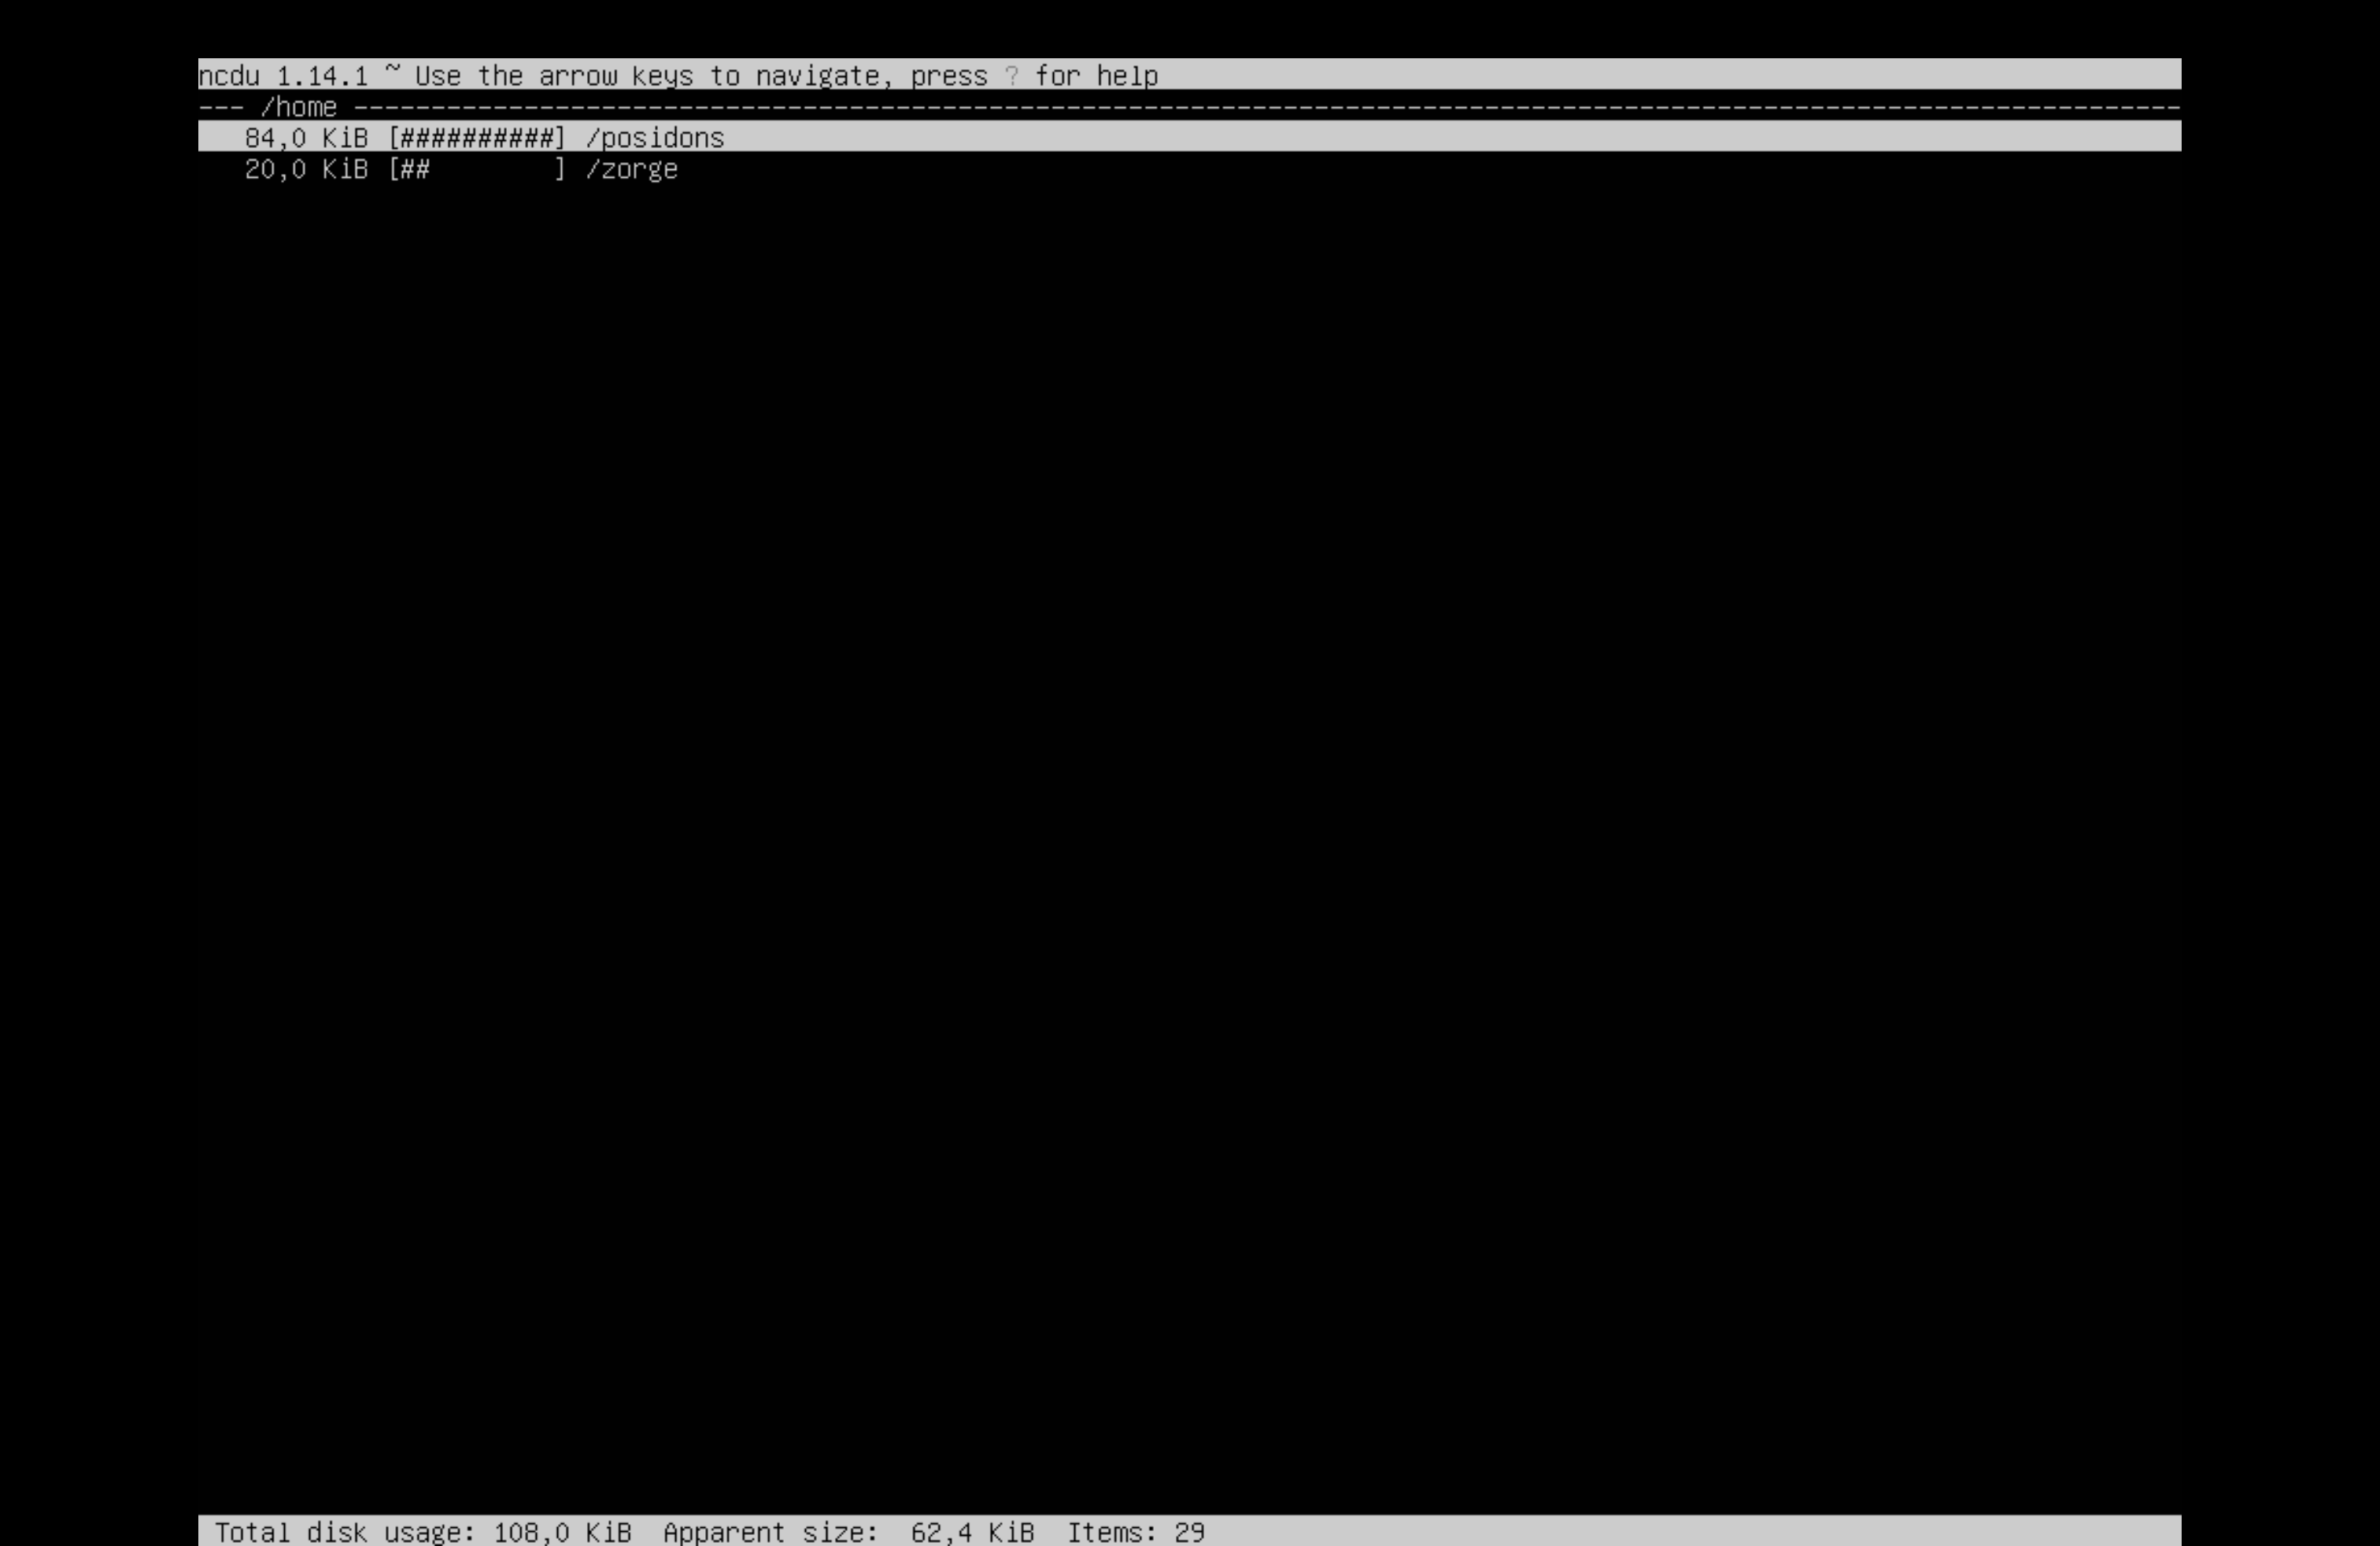 ncdu 1.14.1 ~ Use the arrow keys to navigate, press ? for help
--- /home ----------------------------------------------------------------------------------------------------------------------
84,0 KiB [##########] /posidons
20,0 KiB [##        ] /zorge
Total disk usage: 108,0 KiB  Apparent size:  62,4 KiB  Items: 29